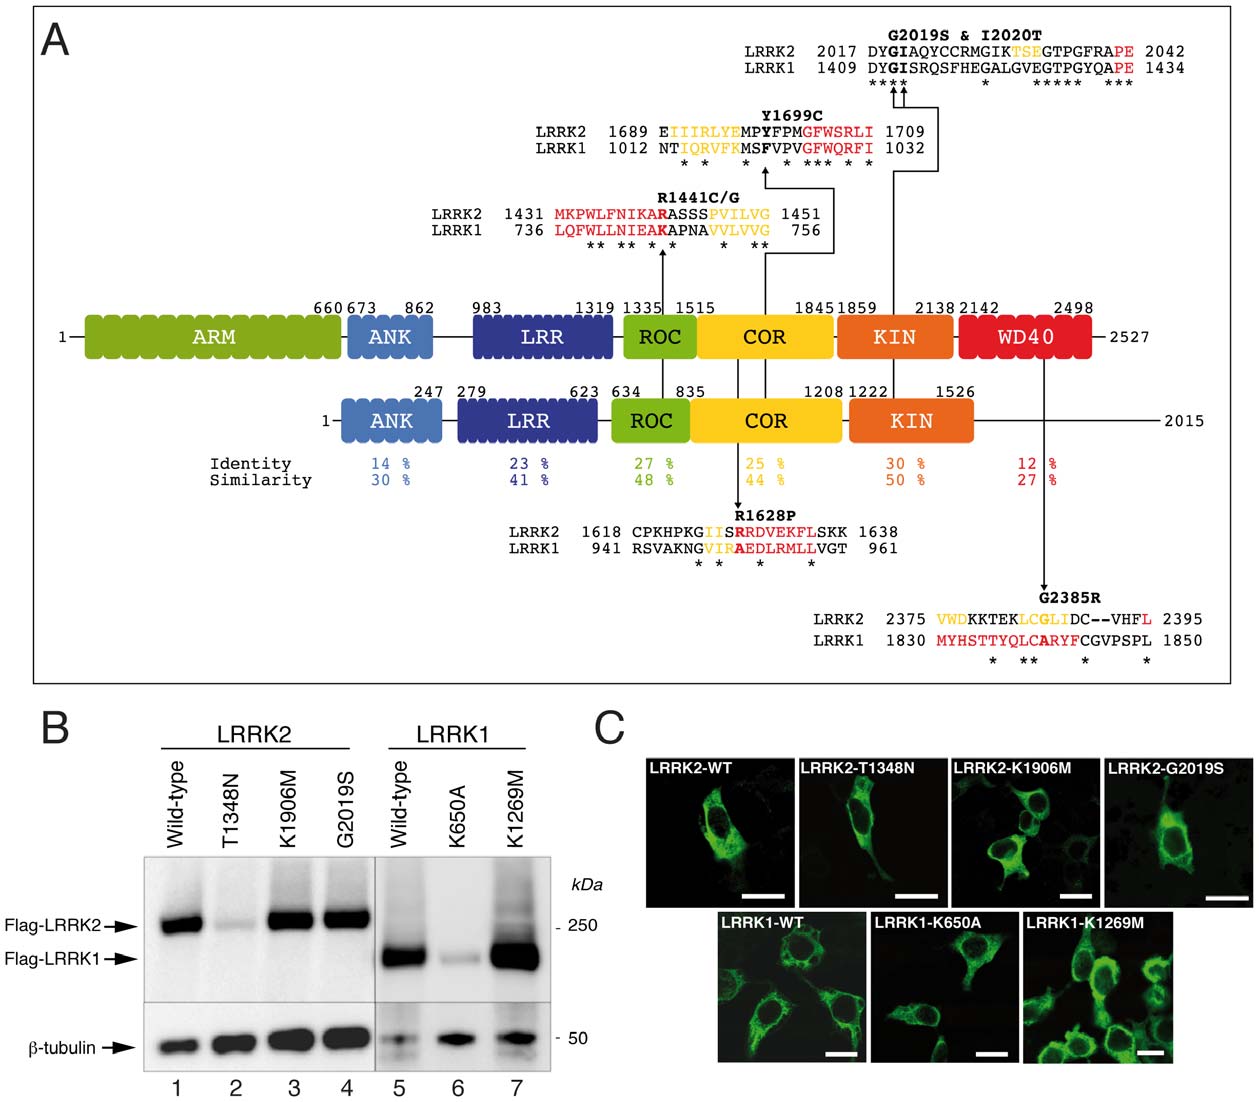 A
G2019S & I2020T
LRRK2 2017 DYGIAQYCCRMGIKTSEGTPGFRAPE 2042
LRRK1 1409 DYGISRQSFHEGALGVEGTPGYQAPE 1434
**** * ***** ***
Y1699C
LRRK2 1689 EIIIRLYEMPYFPMGFWSRLI 1709
LRRK1 1012 NTIQRVFKMSFVPVGFWQRFI 1032
* * * * *** * *
R1441C/G
LRRK2 1431 MKPWLFNIKARASSSPVILVG 1451
LRRK1 736 LQFWLLNIEAKAPNAVVLVVG 756
** ** * * * **
660 673 862 983 1319 1335 1515 1845 1859 2138 2142 2498
1 ARM ANK LRR ROC COR KIN WD40 2527
247 279 623 634 835 1208 1222 1526
1 ANK LRR ROC COR KIN 2015
Identity 14 % 23 % 27 % 25 % 30 % 12 %
Similarity 30 % 41 % 48 % 44 % 50 % 27 %
R1628P
LRRK2 1618 CPKHPKGIISRRDVEKFLSKK 1638
LRRK1 941 RSVAKNGVIRAEDLRMLLVGT 961
* * * *
G2385R
LRRK2 2375 VWDKKTEKLCGLIDC--VHFL 2395
LRRK1 1830 MYHSTTYQLCARYFCGVPSPL 1850
* ** * *
B
LRRK2 LRRK1
Wild-type T1348N K1906M G2019S Wild-type K650A K1269M
kDa
Flag-LRRK2 - 250
Flag-LRRK1
β-tubulin - 50
1 2 3 4 5 6 7
C
LRRK2-WT LRRK2-T1348N LRRK2-K1906M LRRK2-G2019S
LRRK1-WT LRRK1-K650A LRRK1-K1269M